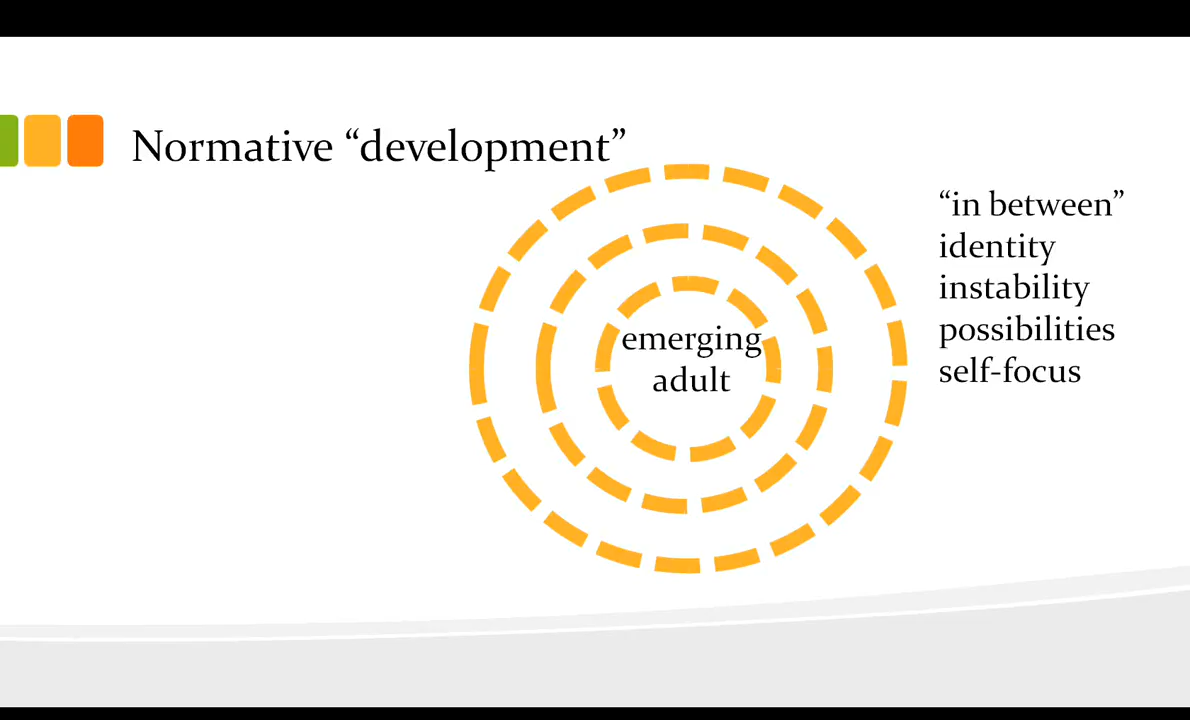 Normative “development”
emerging
adult
“in between”
identity
instability
possibilities
self-focus